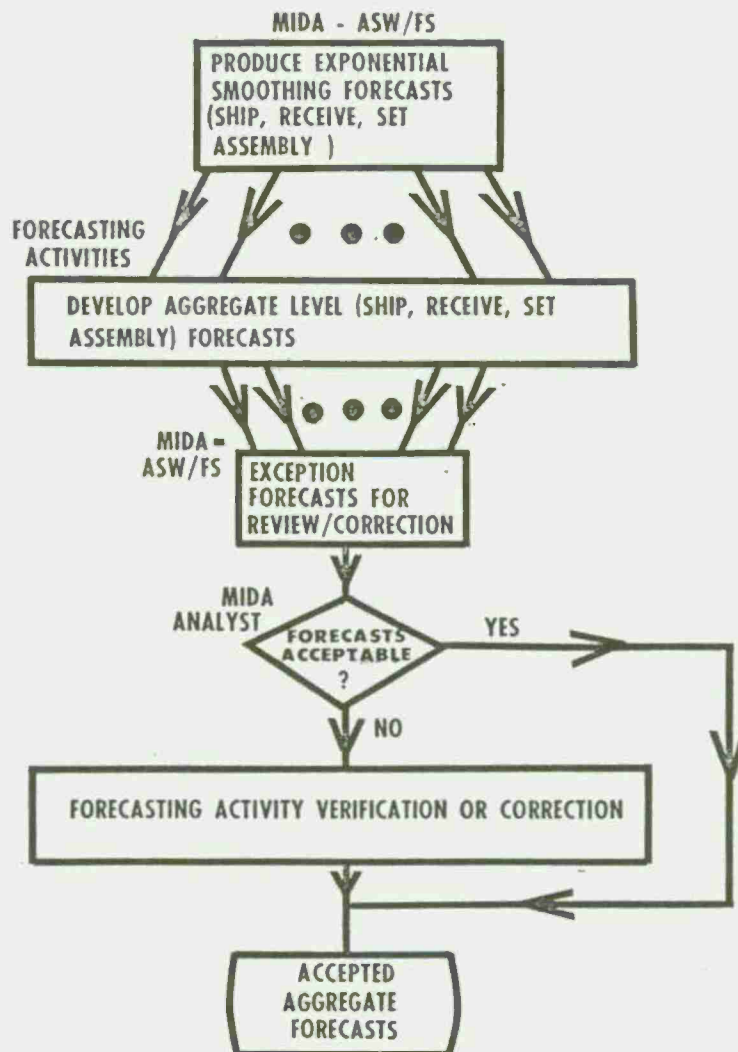 MIDA - ASW/FS
PRODUCE EXPONENTIAL
SMOOTHING FORECASTS
(SHIP, RECEIVE, SET
ASSEMBLY )
FORECASTING
ACTIVITIES
DEVELOP AGGREGATE LEVEL (SHIP, RECEIVE, SET
ASSEMBLY) FORECASTS
MIDA -
ASW/FS
EXCEPTION
FORECASTS FOR
REVIEW/CORRECTION
MIDA
ANALYST
FORECASTS
ACCEPTABLE
?
YES
NO
FORECASTING ACTIVITY VERIFICATION OR CORRECTION
ACCEPTED
AGGREGATE
FORECASTS